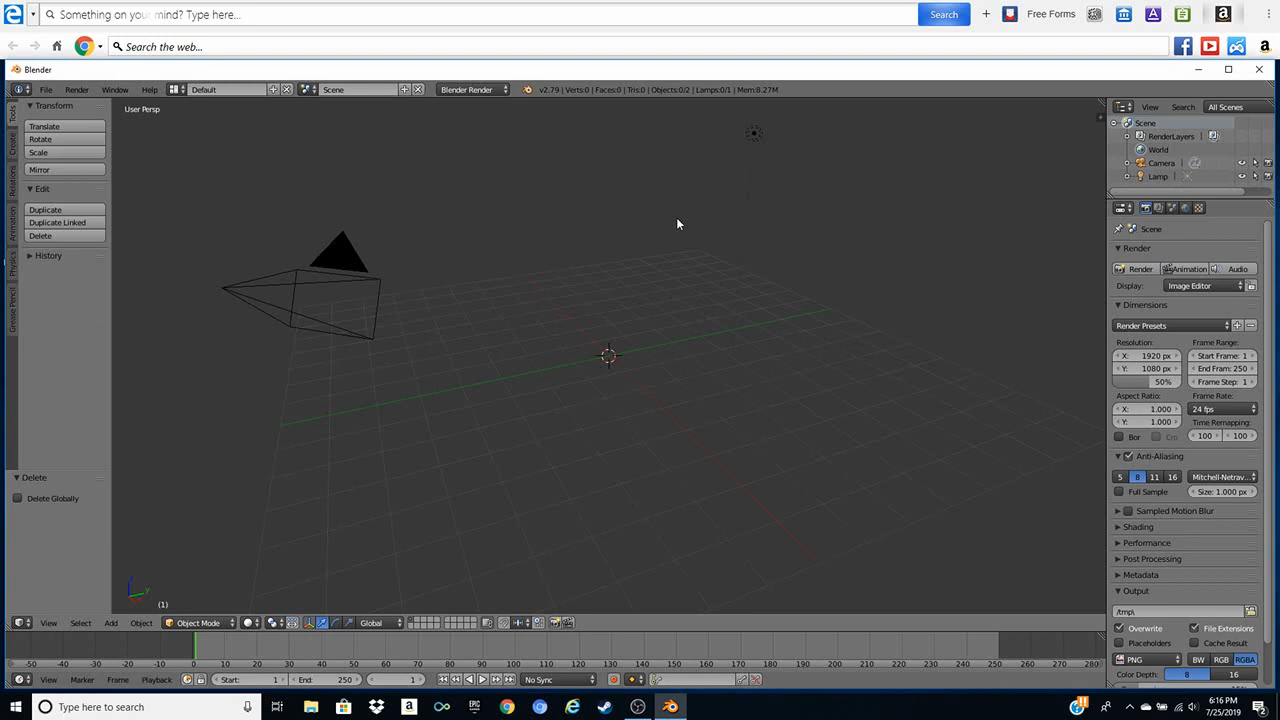 Something on your mind? Type here...
Search
Free Forms
Search the web...
Blender
File Render Window Help
Default
Scene
Blender Render
v2.79 | Verts:0 | Faces:0 | Tris:0 | Objects:0/2 | Lamps:0/1 | Mem:8.27M
View Search All Scenes
Transform
Translate
Rotate
Scale
Mirror
Edit
Duplicate
Duplicate Linked
Delete
History
Tools
Create
Relations
Animation
Physics
Grease Pencil
Delete
Delete Globally
User Persp
(1)
Scene
RenderLayers
World
Camera
Lamp
Scene
Render
Render Animation Audio
Display: Image Editor
Dimensions
Render Presets
Resolution: Frame Range:
X: 1920 px Start Frame: 1
Y: 1080 px End Fram: 250
50% Frame Step: 1
Aspect Ratio: Frame Rate:
X: 1.000 24 fps
Y: 1.000 Time Remapping:
Bor Cro 100 100
Anti-Aliasing
5 8 11 16 Mitchell-Netrav...
Full Sample Size: 1.000 px
Sampled Motion Blur
Shading
Performance
Post Processing
Metadata
Output
/tmp\
Overwrite File Extensions
Placeholders Cache Result
PNG BW RGB RGBA
Color Depth: 8 16
View Select Add Object Object Mode Global
-50 -40 -30 -20 -10 0 10 20 30 40 50 60 70 80 90 100 110 120 130 140 150 160 170 180 190 200 210 220 230 240 250 260 270 280
View Marker Frame Playback Start: 1 End: 250 1 No Sync
Type here to search
6:16 PM
7/25/2019